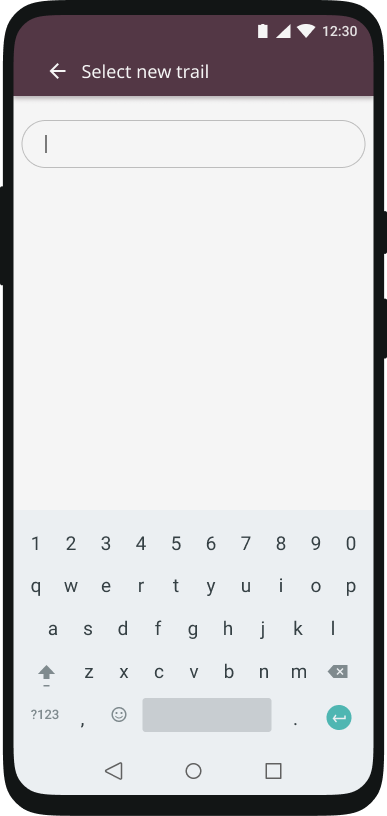 12:30
Select new trail
1 2 3 4 5 6 7 8 9 0
q w e r t y u i o p
a s d f g h j k l
z x c v b n m
?123 , .